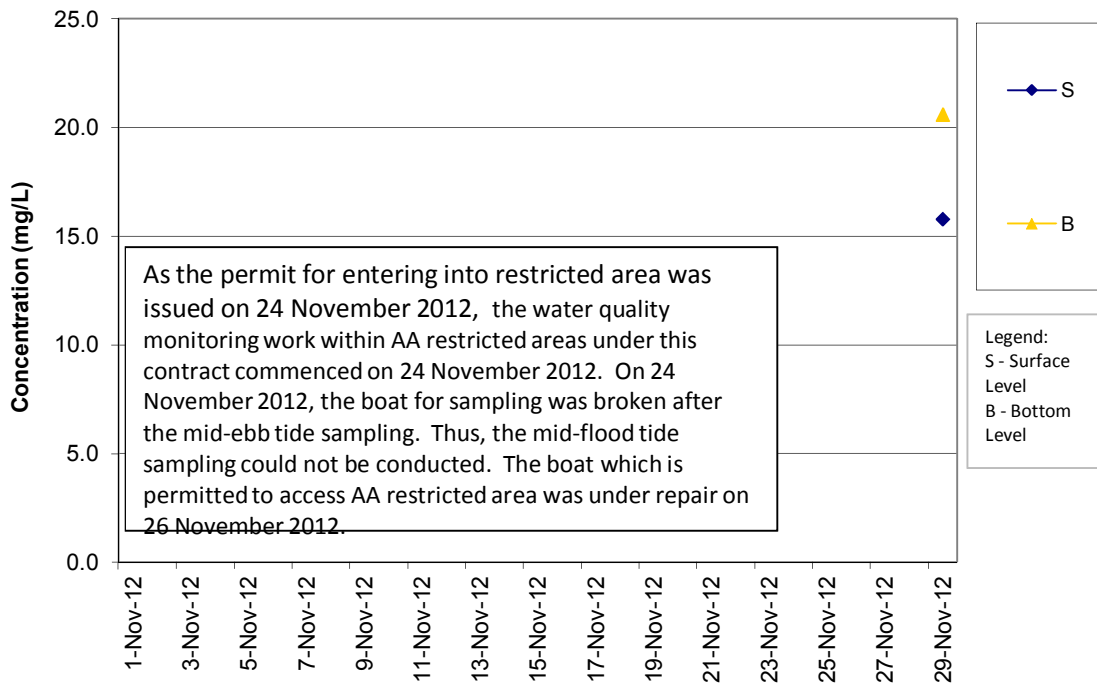 25.0
20.0
15.0
10.0
5.0
0.0
Concentration (mg/L)
As the permit for entering into restricted area was
issued on 24 November 2012, the water quality
monitoring work within AA restricted areas under this
contract commenced on 24 November 2012. On 24
November 2012, the boat for sampling was broken after
the mid-ebb tide sampling. Thus, the mid-flood tide
sampling could not be conducted. The boat which is
permitted to access AA restricted area was under repair on
26 November 2012.
1-Nov-12
3-Nov-12
5-Nov-12
7-Nov-12
9-Nov-12
11-Nov-12
13-Nov-12
15-Nov-12
17-Nov-12
19-Nov-12
21-Nov-12
23-Nov-12
25-Nov-12
27-Nov-12
29-Nov-12
S
B
Legend:
S - Surface
Level
B - Bottom
Level